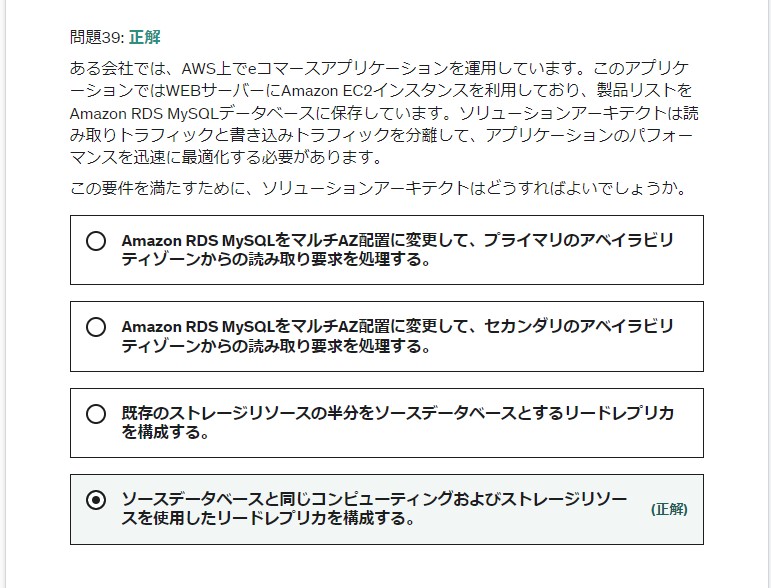 問題39: 正解
ある会社では、AWS上でeコマースアプリケーションを運用しています。このアプリケ
ーションではWEBサーバーにAmazon EC2インスタンスを利用しており、製品リストを
Amazon RDS MySQLデータベースに保存しています。ソリューションアーキテクトは読
み取りトラフィックと書き込みトラフィックを分離して、アプリケーションのパフォー
マンスを迅速に最適化する必要があります。
この要件を満たすために、ソリューションアーキテクトはどうすればよいでしょうか。
Amazon RDS MySQLをマルチAZ配置に変更して、プライマリのアベイラビリ
ティゾーンからの読み取り要求を処理する。
Amazon RDS MySQLをマルチAZ配置に変更して、セカンダリのアベイラビリ
ティゾーンからの読み取り要求を処理する。
既存のストレージリソースの半分をソースデータベースとするリードレプリカ
を構成する。
ソースデータベースと同じコンピューティングおよびストレージリソー
スを使用したリードレプリカを構成する。
(正解)